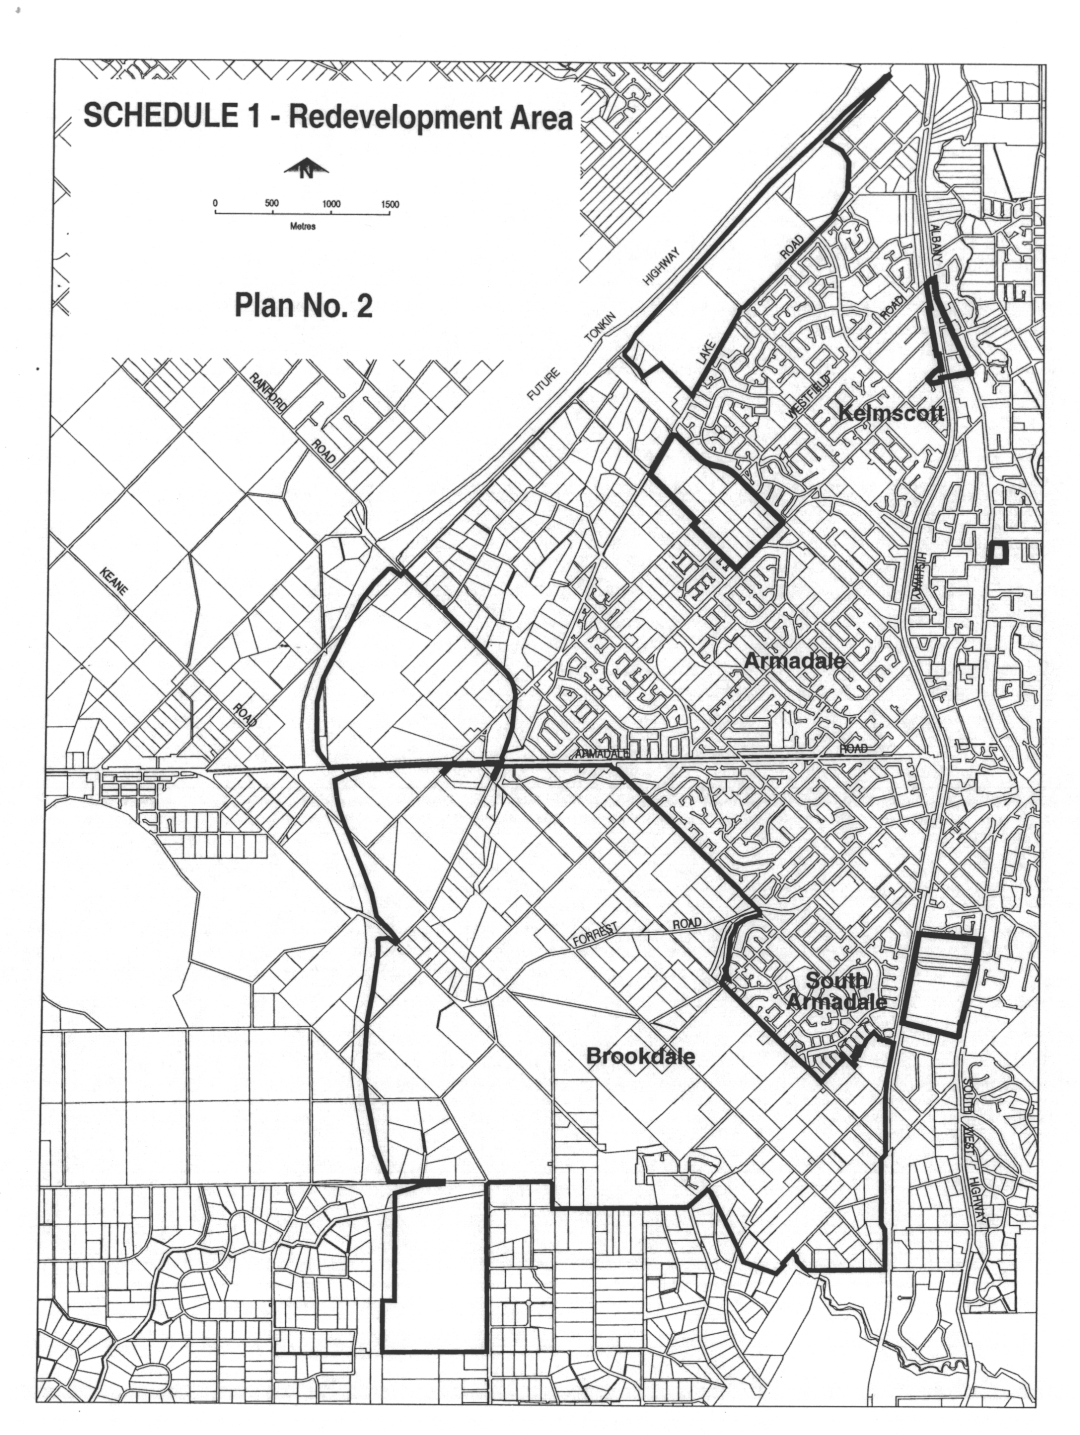 SCHEDULE 1 - Redevelopment Area
N
0 500 1000 1500
Metres
Plan No. 2
ALBANY
HIGHWAY
ROAD
TONKIN
ROAD
LAKE
FUTURE
RANFORD
WESTFIELD
Kelmscott
ROAD
KEANE
HIGHWAY
Armadale
ROAD
ARMADALE
ROAD
FORREST
ROAD
South
Armadale
Brookdale
SOUTH
WEST
HIGHWAY